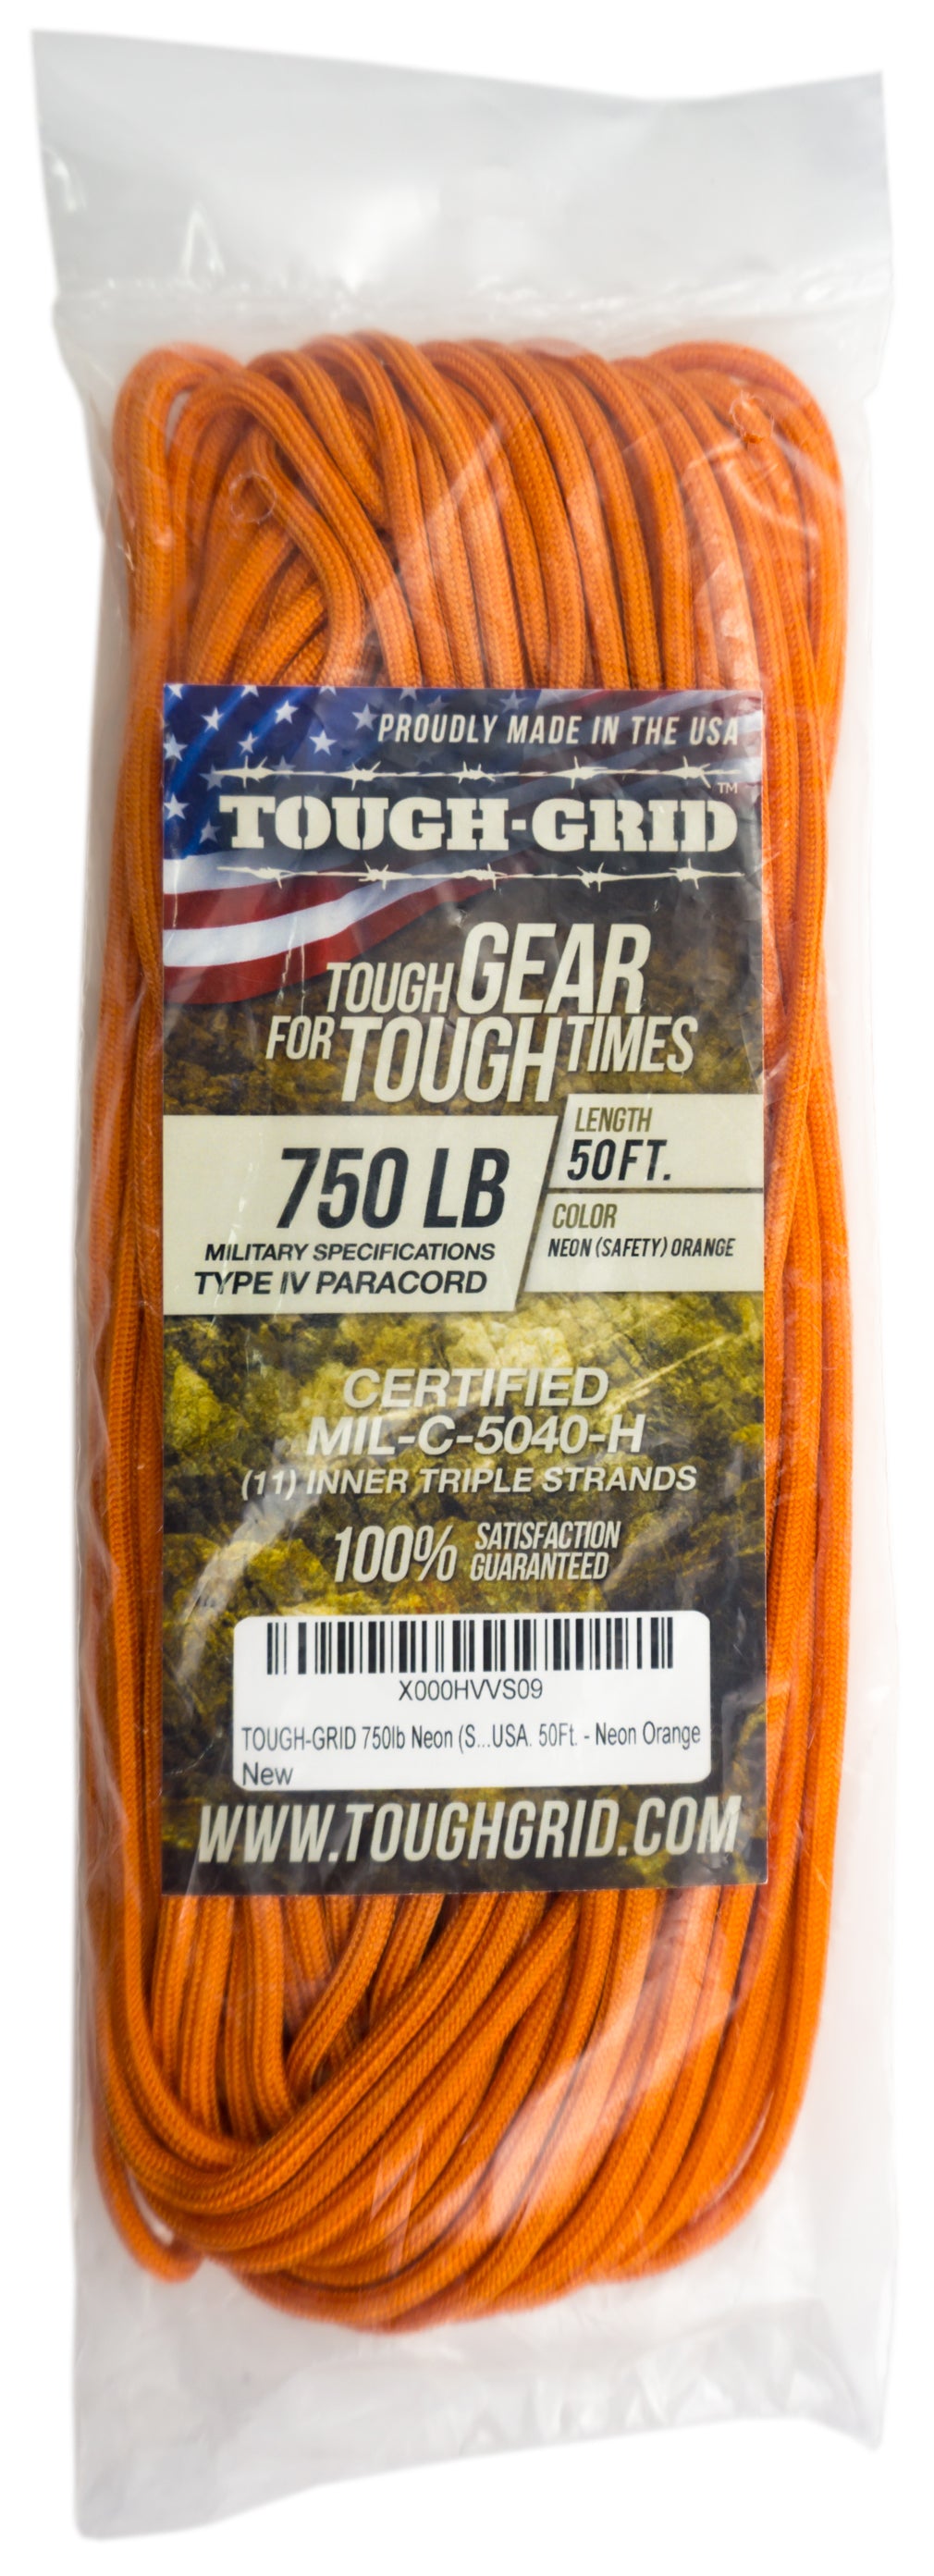 PROUDLY MADE IN THE USA
TOUGH-GRID™
TOUGH GEAR
FOR TOUGH TIMES
750 LB
MILITARY SPECIFICATIONS
TYPE IV PARACORD
LENGTH
50FT.
COLOR
NEON (SAFETY) ORANGE
CERTIFIED
MIL-C-5040-H
(11) INNER TRIPLE STRANDS
100% SATISFACTION
GUARANTEED
X000HVVS09
TOUGH-GRID 750lb Neon (S...USA. 50Ft. - Neon Orange
New
WWW.TOUGHGRID.COM